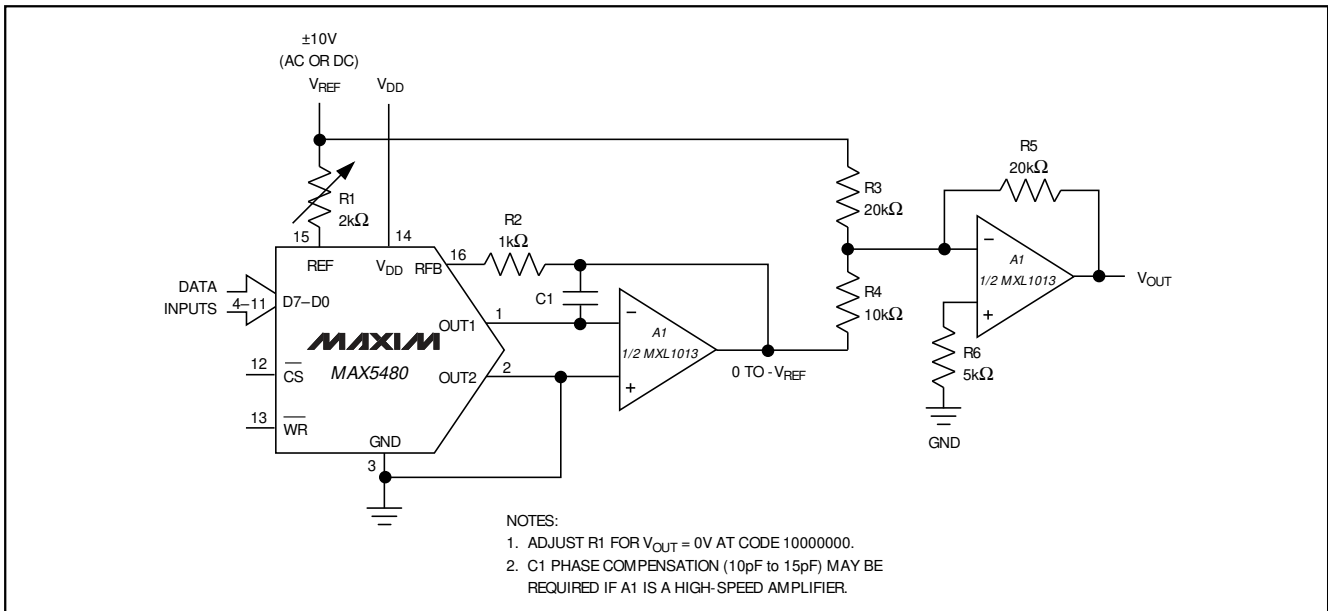 ±10V
(AC OR DC)
VREF
VDD
R1
2kΩ
15
14
REF
VDD
RFB
16
R2
1kΩ
C1
DATA
INPUTS
4–11
D7–D0
OUT1
1
MAXIM
MAX5480
12
CS
OUT2
2
13
WR
GND
3
A1
1/2 MXL1013
0 TO -VREF
R3
20kΩ
R4
10kΩ
R5
20kΩ
A1
1/2 MXL1013
VOUT
R6
5kΩ
GND
NOTES:
1. ADJUST R1 FOR VOUT = 0V AT CODE 10000000.
2. C1 PHASE COMPENSATION (10pF to 15pF) MAY BE
REQUIRED IF A1 IS A HIGH-SPEED AMPLIFIER.